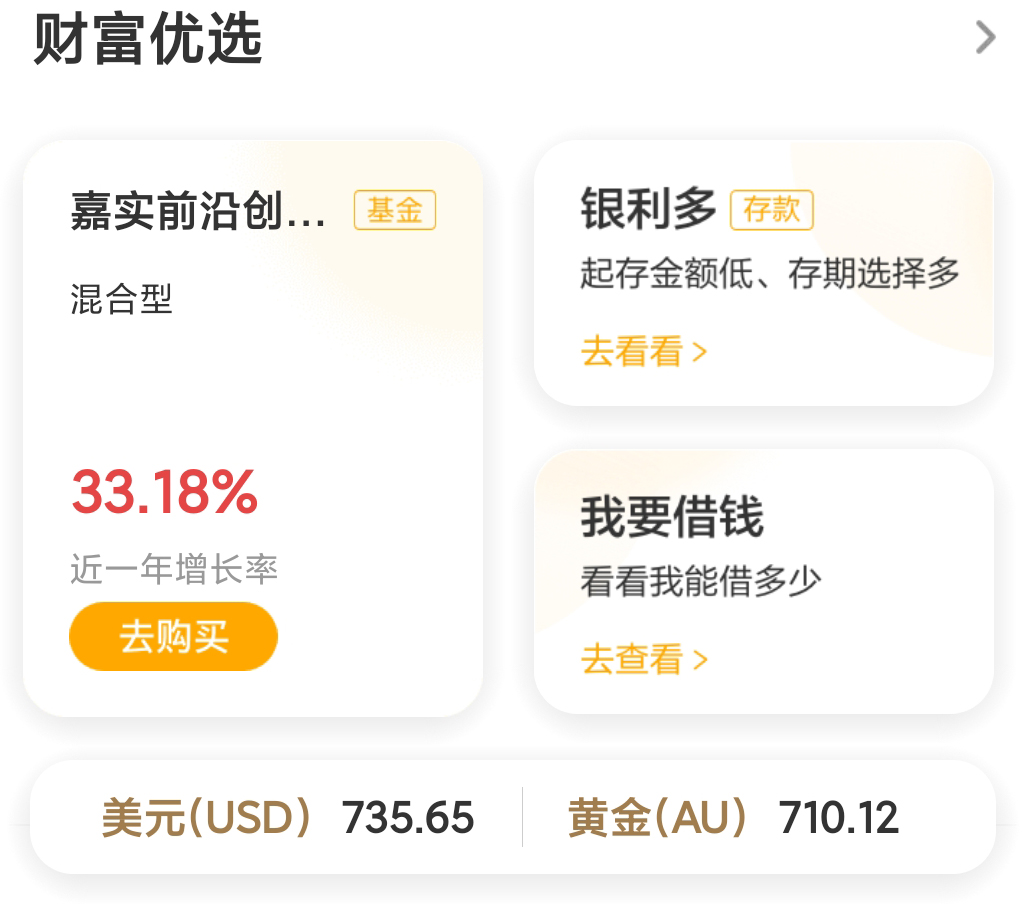 财富优选
嘉实前沿创... 基金
混合型
33.18%
近一年增长率
去购买
银利多 存款
起存金额低、存期选择多
去看看 >
我要借钱
看看我能借多少
去查看 >
美元(USD) 735.65
黄金(AU) 710.12